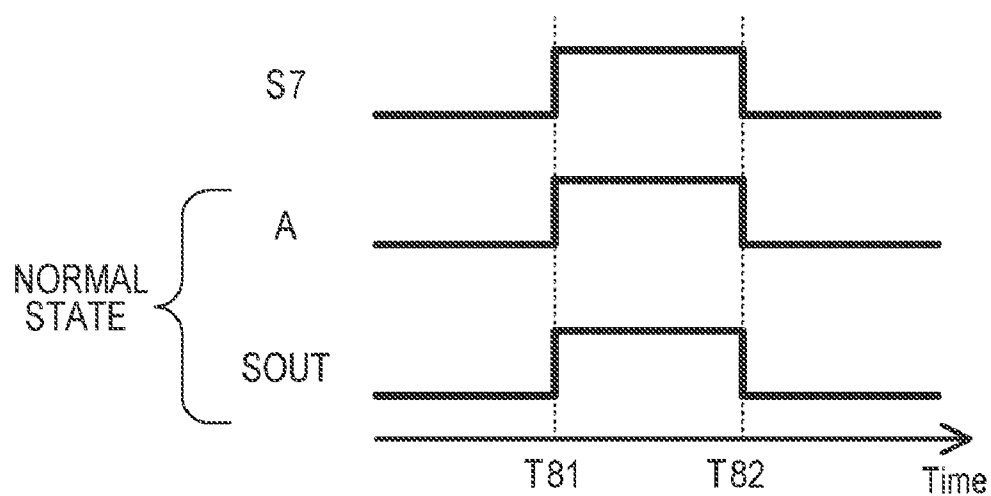 S7
A
NORMAL
STATE
SOUT
T81
T82
Time